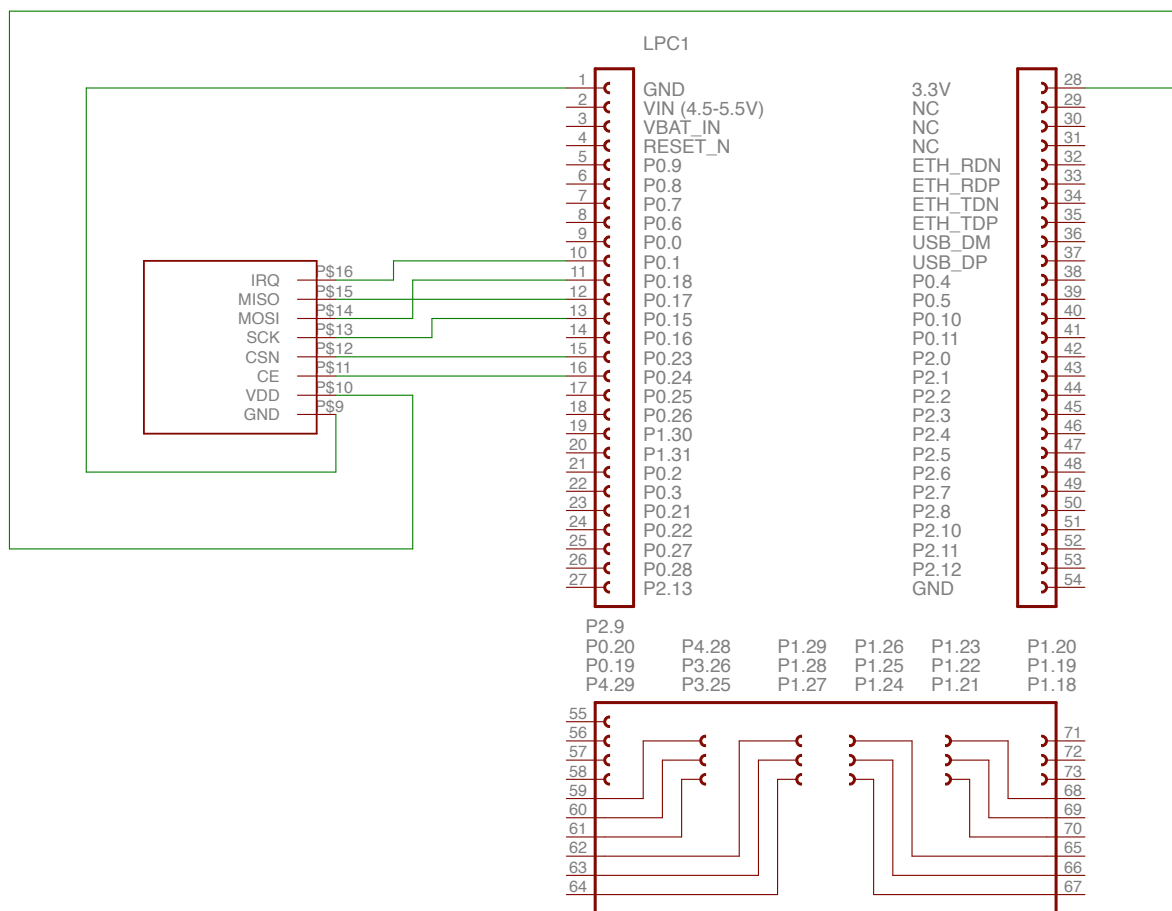 LPC1
1 GND 3.3V 28
2 VIN (4.5-5.5V) NC 29
3 VBAT_IN NC 30
4 RESET_N NC 31
5 P0.9 ETH_RDN 32
6 P0.8 ETH_RDP 33
7 P0.7 ETH_TDN 34
8 P0.6 ETH_TDP 35
9 P0.0 USB_DM 36
10 P0.1 USB_DP 37
IRQ P$16 11 P0.18 P0.4 38
MISO P$15 12 P0.17 P0.5 39
MOSI P$14 13 P0.15 P0.10 40
SCK P$13 14 P0.16 P0.11 41
CSN P$12 15 P0.23 P2.0 42
CE P$11 16 P0.24 P2.1 43
VDD P$10 17 P0.25 P2.2 44
GND P$9 18 P0.26 P2.3 45
19 P1.30 P2.4 46
20 P1.31 P2.5 47
21 P0.2 P2.6 48
22 P0.3 P2.7 49
23 P0.21 P2.8 50
24 P0.22 P2.10 51
25 P0.27 P2.11 52
26 P0.28 P2.12 53
27 P2.13 GND 54
P2.9
P0.20 P4.28 P1.29 P1.26 P1.23 P1.20
P0.19 P3.26 P1.28 P1.25 P1.22 P1.19
P4.29 P3.25 P1.27 P1.24 P1.21 P1.18
55
56 71
57 72
58 73
59 68
60 69
61 70
62 65
63 66
64 67